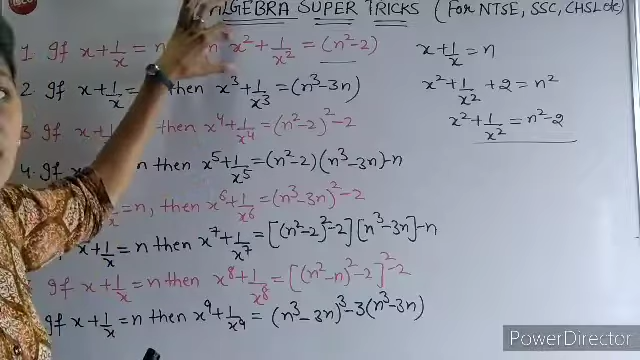 ALGEBRA SUPER TRICKS (For NTSE, SSC, CHSL etc)
1. If x + 1/x = n then x² + 1/x² = (n²-2)
2. If x + 1/x = n then x³ + 1/x³ = (n³-3n)
3. If x + 1/x then x⁴ + 1/x⁴ = (n²-2)²-2
4. If x n then x⁵ + 1/x⁵ = (n²-2)(n³-3n)-n
1/x = n, then x⁶ + 1/x⁶ = (n³-3n)²-2
x + 1/x = n then x⁷ + 1/x⁷ = [(n²-2)²-2][n³-3n]-n
If x + 1/x = n then x⁸ + 1/x⁸ = [(n²-n)²-2]²-2
If x + 1/x = n then x⁹ + 1/x⁹ = (n³-3n)³-3(n³-3n)
x + 1/x = n
x² + 1/x² + 2 = n²
x² + 1/x² = n²-2
PowerDirector